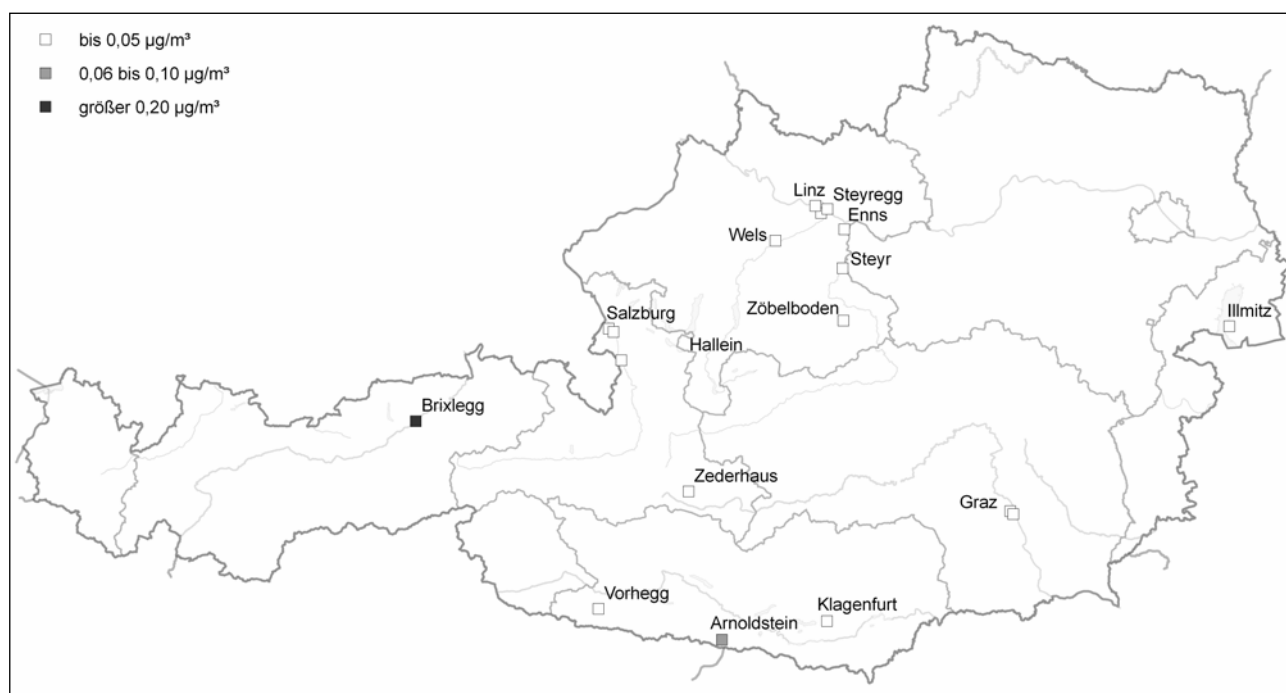 bis 0,05 µg/m³
0,06 bis 0,10 µg/m³
größer 0,20 µg/m³
Linz
Steyregg
Enns
Wels
Steyr
Zöbelboden
Salzburg
Illmitz
Hallein
Brixlegg
Zederhaus
Graz
Vorhegg
Klagenfurt
Arnoldstein